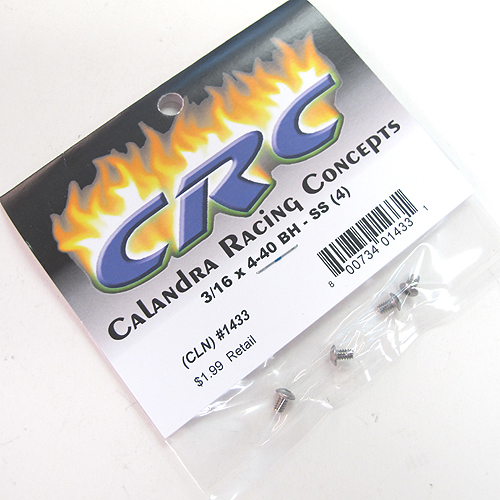 CRC
CALANDRA RACING CONCEPTS
3/16 x 4-40 BH - SS (4)
(CLN) #1433
$1.99 Retail
6 00734 01433 1